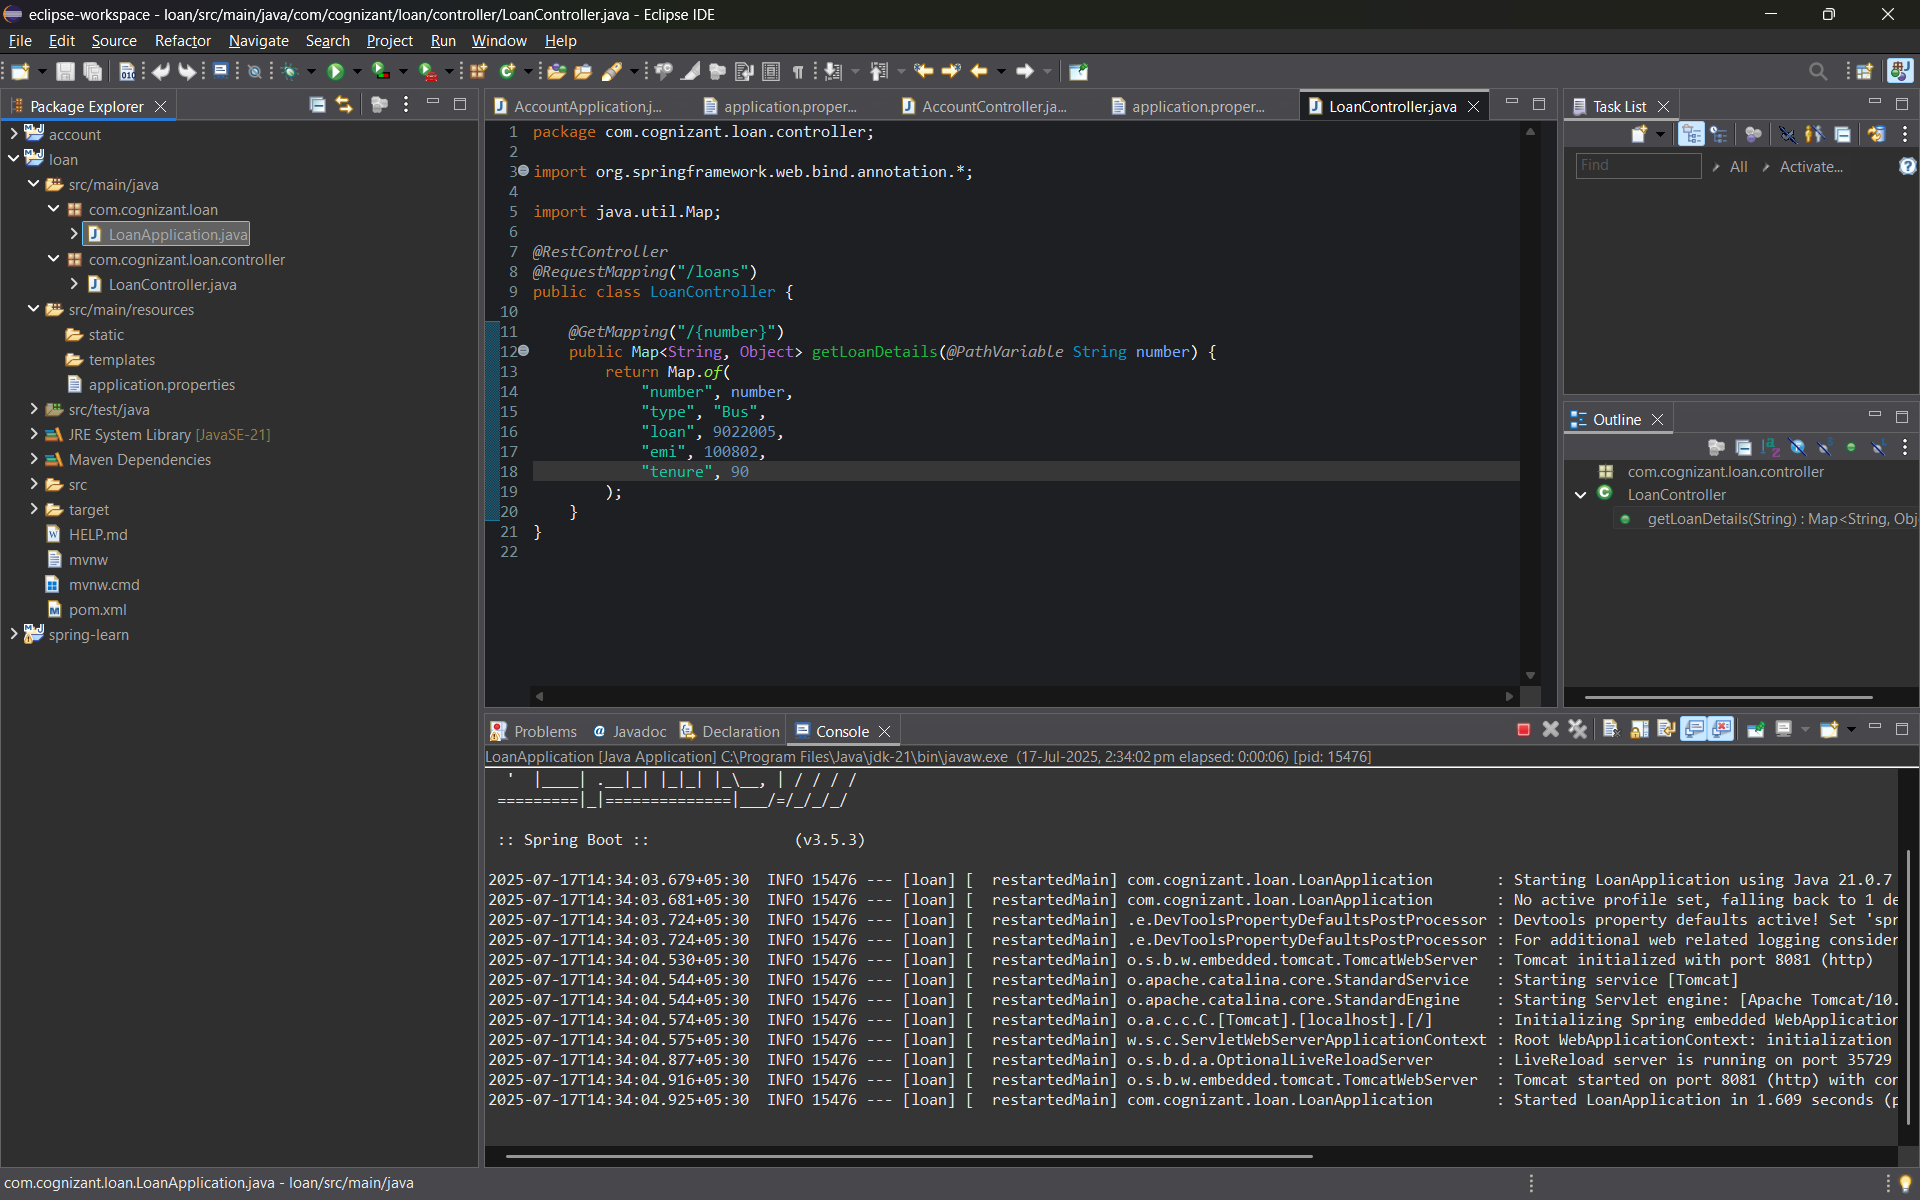 eclipse-workspace - loan/src/main/java/com/cognizant/loan/controller/LoanController.java - Eclipse IDE
File Edit Source Refactor Navigate Search Project Run Window Help
Package Explorer
account
loan
src/main/java
com.cognizant.loan
LoanApplication.java
com.cognizant.loan.controller
LoanController.java
src/main/resources
static
templates
application.properties
src/test/java
JRE System Library [JavaSE-21]
Maven Dependencies
src
target
HELP.md
mvnw
mvnw.cmd
pom.xml
spring-learn
AccountApplication.j... application.proper... AccountController.ja... application.proper... LoanController.java
1 package com.cognizant.loan.controller;
2
3 import org.springframework.web.bind.annotation.*;
4
5 import java.util.Map;
6
7 @RestController
8 @RequestMapping("/loans")
9 public class LoanController {
10
11 @GetMapping("/{number}")
12 public Map<String, Object> getLoanDetails(@PathVariable String number) {
13 return Map.of(
14 "number", number,
15 "type", "Bus",
16 "loan", 9022005,
17 "emi", 100802,
18 "tenure", 90
19 );
20 }
21 }
22
Task List
Find All Activate...
Outline
com.cognizant.loan.controller
LoanController
getLoanDetails(String) : Map<String, Obj
Problems Javadoc Declaration Console
LoanApplication [Java Application] C:\Program Files\Java\jdk-21\bin\javaw.exe (17-Jul-2025, 2:34:02 pm elapsed: 0:00:06) [pid: 15476]
' |____| .__|_| |_|_| |_\__, | / / / /
=========|_|==============|___/=/_/_/_/
:: Spring Boot :: (v3.5.3)
2025-07-17T14:34:03.679+05:30 INFO 15476 --- [loan] [ restartedMain] com.cognizant.loan.LoanApplication : Starting LoanApplication using Java 21.0.7
2025-07-17T14:34:03.681+05:30 INFO 15476 --- [loan] [ restartedMain] com.cognizant.loan.LoanApplication : No active profile set, falling back to 1 de
2025-07-17T14:34:03.724+05:30 INFO 15476 --- [loan] [ restartedMain] .e.DevToolsPropertyDefaultsPostProcessor : Devtools property defaults active! Set 'spr
2025-07-17T14:34:03.724+05:30 INFO 15476 --- [loan] [ restartedMain] .e.DevToolsPropertyDefaultsPostProcessor : For additional web related logging consider
2025-07-17T14:34:04.530+05:30 INFO 15476 --- [loan] [ restartedMain] o.s.b.w.embedded.tomcat.TomcatWebServer : Tomcat initialized with port 8081 (http)
2025-07-17T14:34:04.544+05:30 INFO 15476 --- [loan] [ restartedMain] o.apache.catalina.core.StandardService : Starting service [Tomcat]
2025-07-17T14:34:04.544+05:30 INFO 15476 --- [loan] [ restartedMain] o.apache.catalina.core.StandardEngine : Starting Servlet engine: [Apache Tomcat/10.
2025-07-17T14:34:04.574+05:30 INFO 15476 --- [loan] [ restartedMain] o.a.c.c.C.[Tomcat].[localhost].[/] : Initializing Spring embedded WebApplication
2025-07-17T14:34:04.575+05:30 INFO 15476 --- [loan] [ restartedMain] w.s.c.ServletWebServerApplicationContext : Root WebApplicationContext: initialization
2025-07-17T14:34:04.877+05:30 INFO 15476 --- [loan] [ restartedMain] o.s.b.d.a.OptionalLiveReloadServer : LiveReload server is running on port 35729
2025-07-17T14:34:04.916+05:30 INFO 15476 --- [loan] [ restartedMain] o.s.b.w.embedded.tomcat.TomcatWebServer : Tomcat started on port 8081 (http) with cor
2025-07-17T14:34:04.925+05:30 INFO 15476 --- [loan] [ restartedMain] com.cognizant.loan.LoanApplication : Started LoanApplication in 1.609 seconds (p
com.cognizant.loan.LoanApplication.java - loan/src/main/java